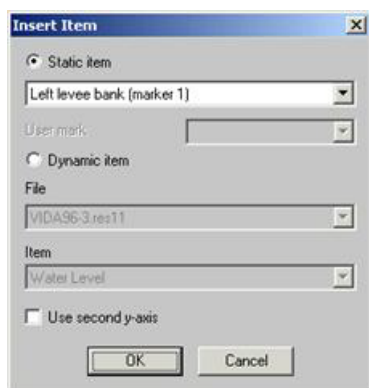 Insert Item
Static item
Left levee bank (marker 1)
User mark
Dynamic item
File
VIDA96-3.res11
Item
Water Level
Use second y-axis
OK Cancel